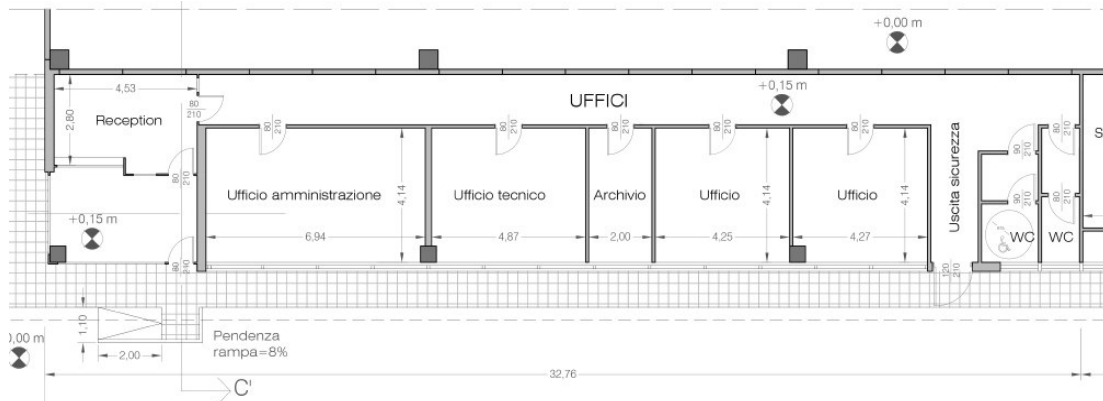 +0,00 m
4,53
80
210
UFFICI
+0,15 m
2,80
Reception
80
210
80
210
80
210
80
210
80
210
90
210
80
210
S
80
210
Ufficio amministrazione
4,14
Ufficio tecnico
Archivio
Ufficio
4,14
Ufficio
4,14
Uscita sicurezza
90
210
80
210
+0,15 m
6,94
4,87
2,00
4,25
4,27
WC
WC
80
210
120
210
1,10
0,00 m
2,00
Pendenza
rampa=8%
32,76
C'